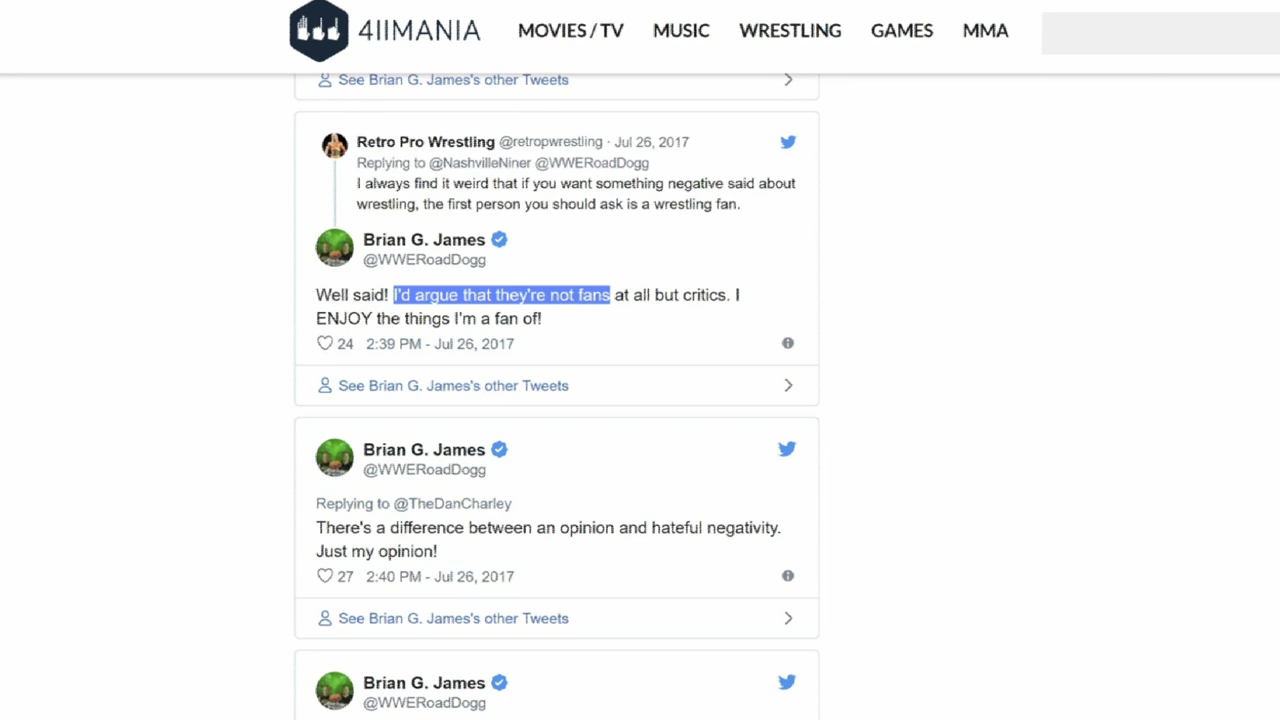 411MANIA MOVIES / TV MUSIC WRESTLING GAMES MMA
See Brian G. James's other Tweets
Retro Pro Wrestling @retropwrestling · Jul 26, 2017
Replying to @NashvilleNiner @WWERoadDogg
I always find it weird that if you want something negative said about
wrestling, the first person you should ask is a wrestling fan.
Brian G. James
@WWERoadDogg
Well said! I'd argue that they're not fans at all but critics. I
ENJOY the things I'm a fan of!
24 2:39 PM - Jul 26, 2017
See Brian G. James's other Tweets
Brian G. James
@WWERoadDogg
Replying to @TheDanCharley
There's a difference between an opinion and hateful negativity.
Just my opinion!
27 2:40 PM - Jul 26, 2017
See Brian G. James's other Tweets
Brian G. James
@WWERoadDogg